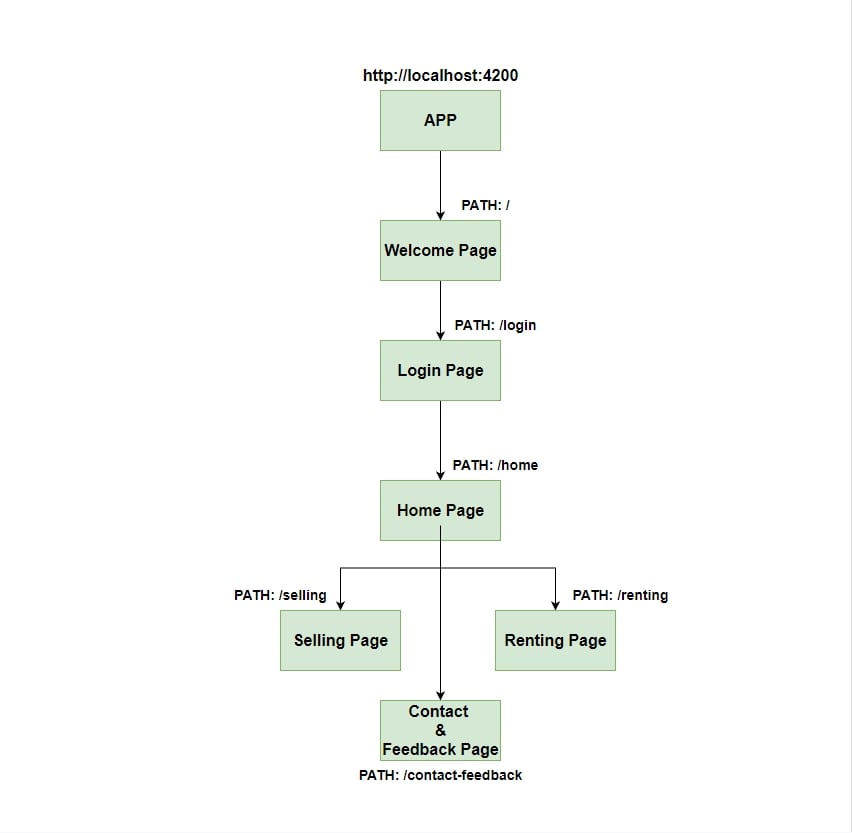 http://localhost:4200
APP
PATH: /
Welcome Page
PATH: /login
Login Page
PATH: /home
Home Page
PATH: /selling
PATH: /renting
Selling Page
Renting Page
Contact
&
Feedback Page
PATH: /contact-feedback